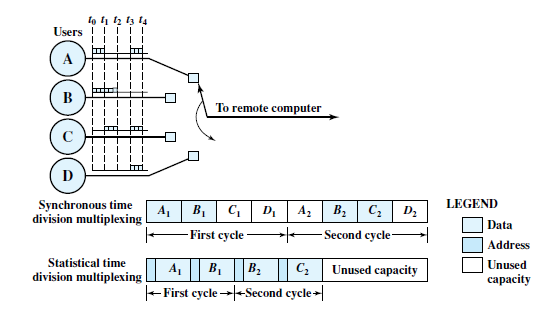 t₀ t₁ t₂ t₃ t₄
Users
A
B
To remote computer
C
D
Synchronous time
division multiplexing
A₁ B₁ C₁ D₁ A₂ B₂ C₂ D₂
First cycle Second cycle
LEGEND
Data
Address
Unused
capacity
Statistical time
division multiplexing
A₁ B₁ B₂ C₂ Unused capacity
First cycle Second cycle